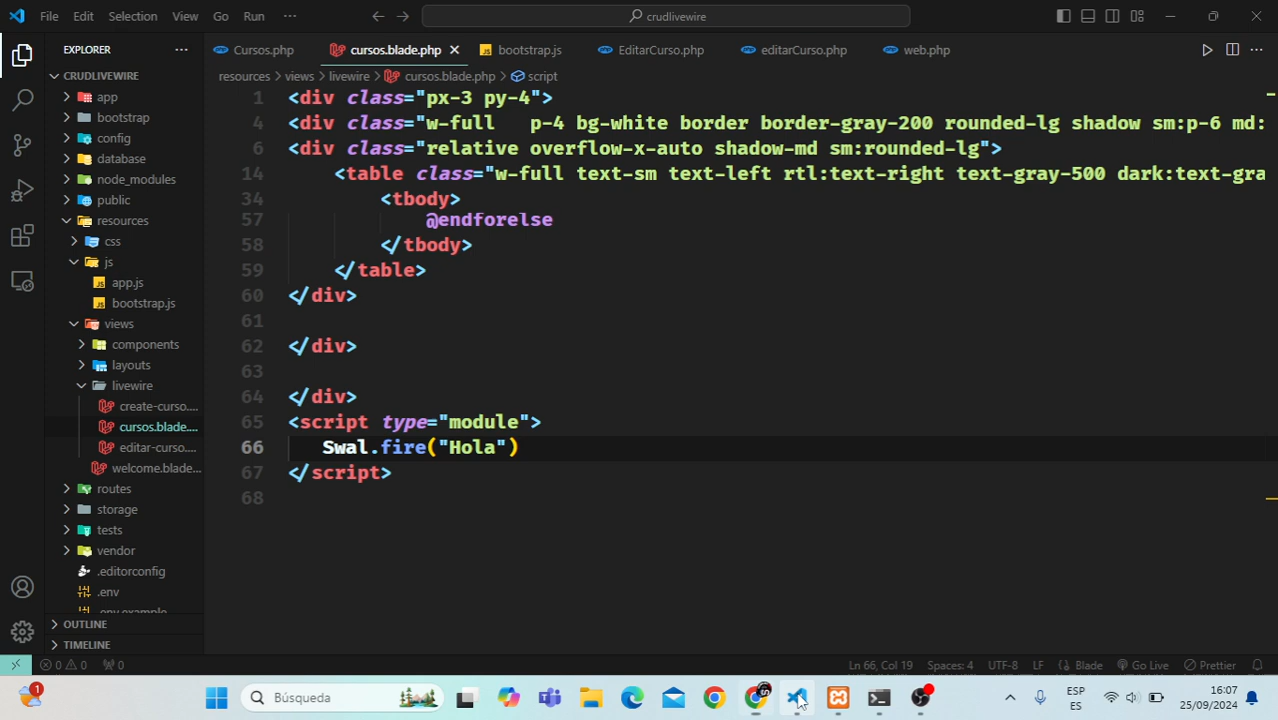 File Edit Selection View Go Run ··· crudlivewire
EXPLORER ··· Cursos.php cursos.blade.php bootstrap.js EditarCurso.php editarCurso.php web.php ···
CRUDLIVEWIRE
app
bootstrap
config
database
node_modules
public
resources
css
js
app.js
bootstrap.js
views
components
layouts
livewire
create-curso....
cursos.blade....
editar-curso....
welcome.blade...
routes
storage
tests
vendor
.editorconfig
.env
.env.example
OUTLINE
TIMELINE
resources > views > livewire > cursos.blade.php > script
1 <div class="px-3 py-4">
4 <div class="w-full   p-4 bg-white border border-gray-200 rounded-lg shadow sm:p-6 md:
6 <div class="relative overflow-x-auto shadow-md sm:rounded-lg">
14 <table class="w-full text-sm text-left rtl:text-right text-gray-500 dark:text-gra
34 <tbody>
57 @endforelse
58 </tbody>
59 </table>
60 </div>
61
62 </div>
63
64 </div>
65 <script type="module">
66 Swal.fire("Hola")
67 </script>
68
0 0 0 Ln 66, Col 19 Spaces: 4 UTF-8 LF Blade Go Live Prettier
1 Búsqueda ESP ES 16:07 25/09/2024